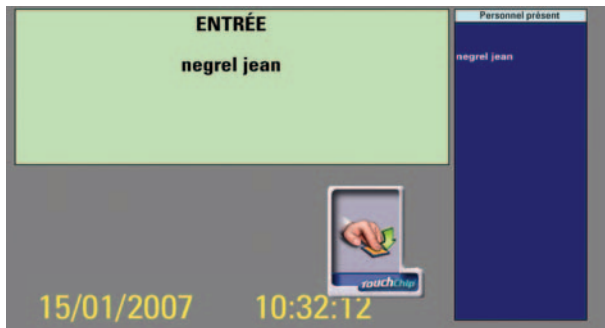 ENTRÉE
negrel jean
Personnel présent
negrel jean
touchchip
15/01/2007 10:32:12